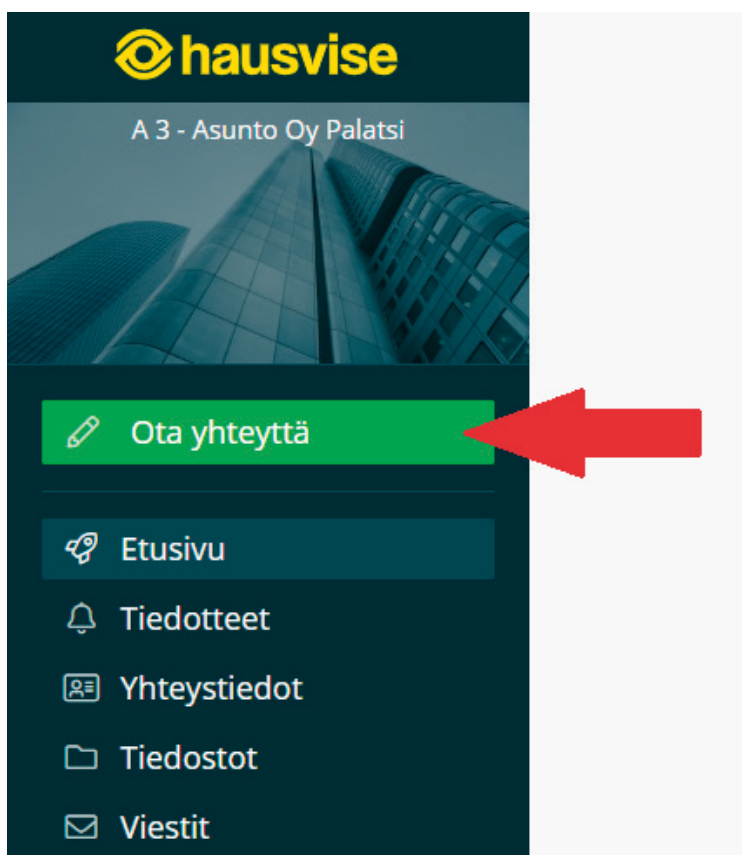 hausvise
A 3 - Asunto Oy Palatsi
Ota yhteyttä
Etusivu
Tiedotteet
Yhteystiedot
Tiedostot
Viestit